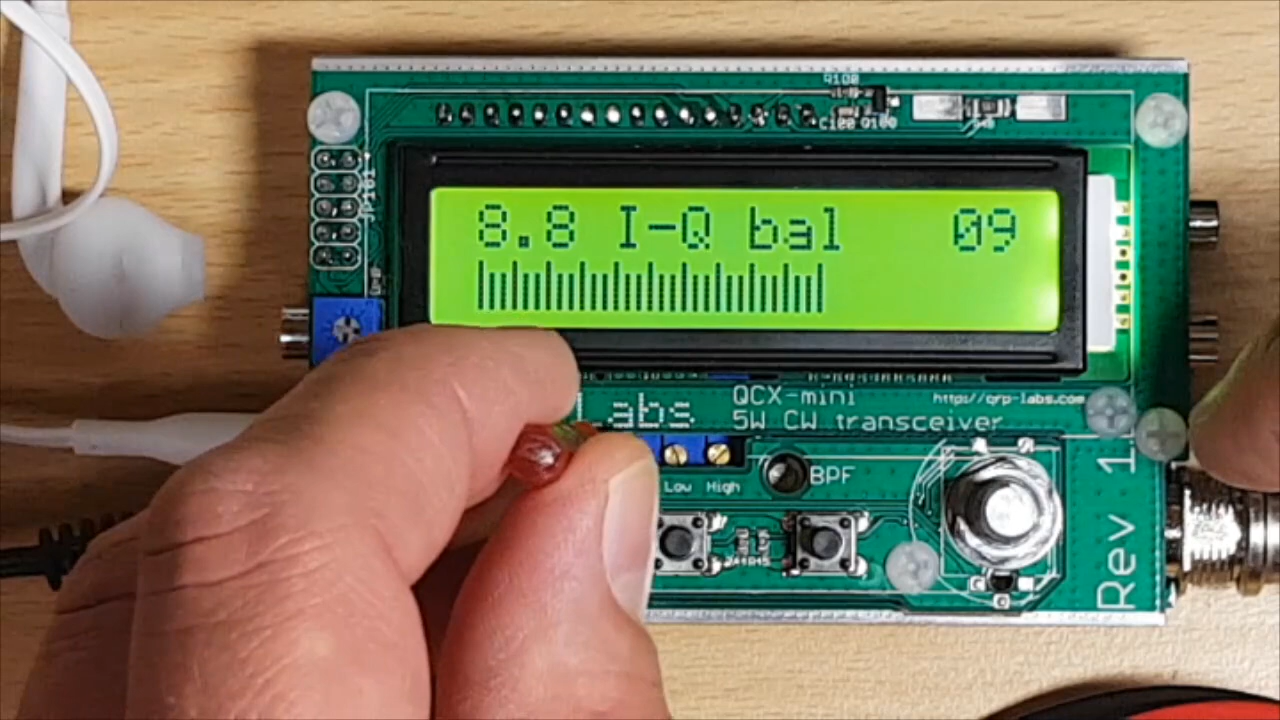 Q100
C100 Q109
JP101
8.8 I-Q bal 09
Labs
QCX-mini
5W CW transceiver
http://qrp-labs.com
Low High
BPF
Rev 1